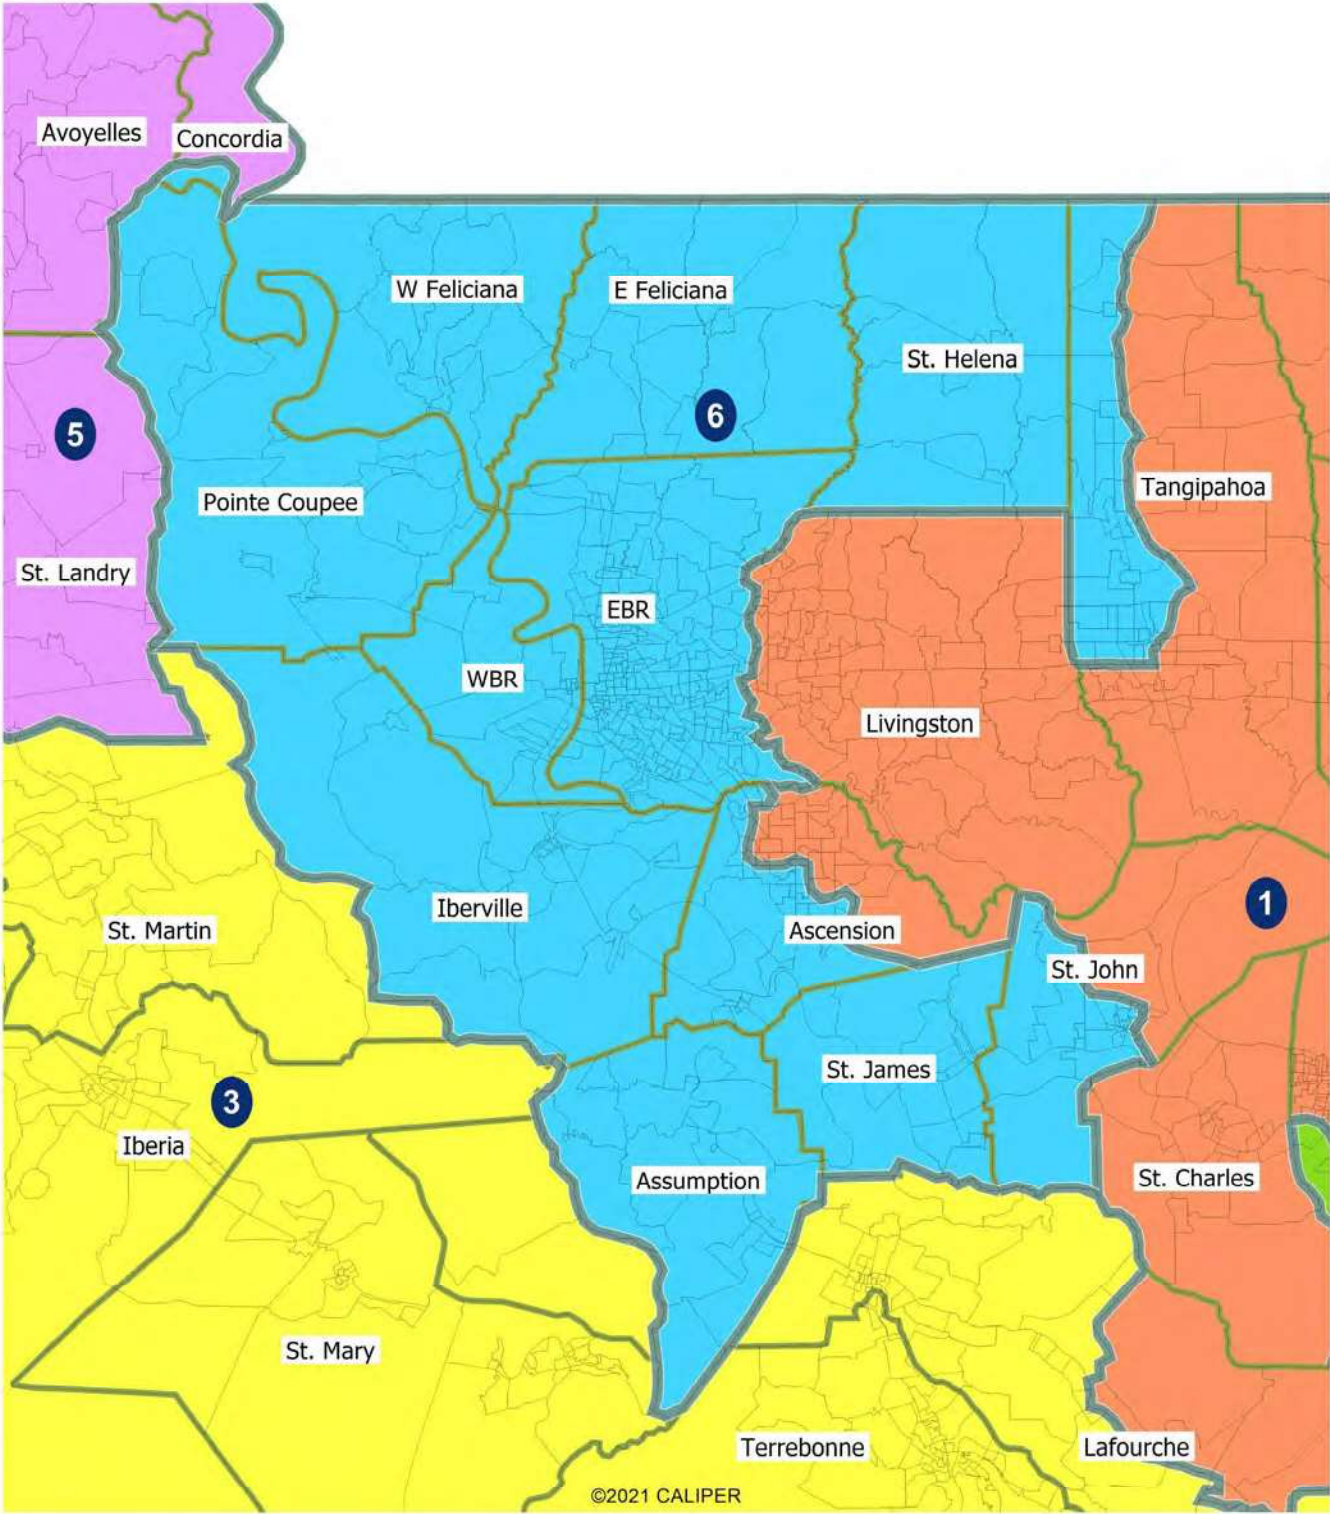 Avoyelles
Concordia
W Feliciana
E Feliciana
St. Helena
6
5
Tangipahoa
Pointe Coupee
St. Landry
EBR
WBR
Livingston
1
Iberville
St. Martin
Ascension
St. John
St. James
3
Iberia
Assumption
St. Charles
St. Mary
Terrebonne
Lafourche
©2021 CALIPER